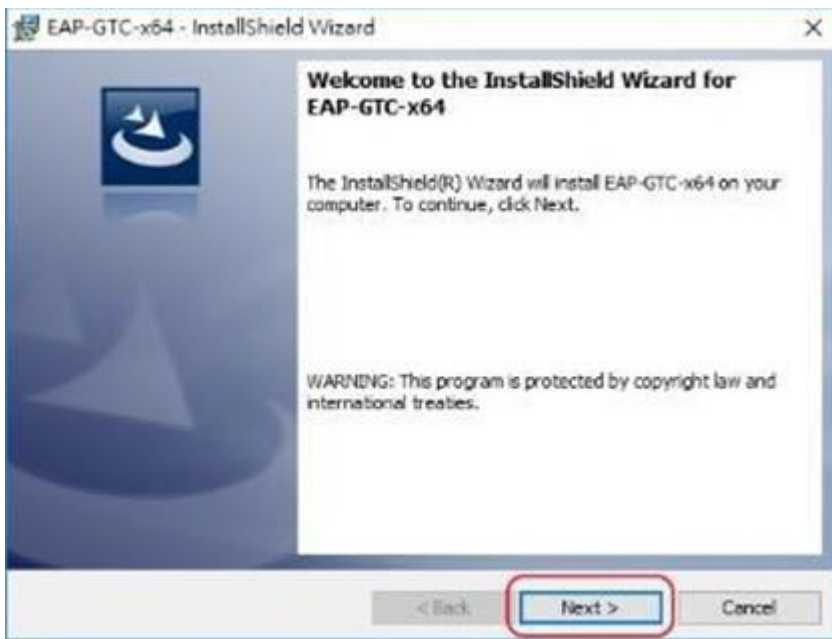 EAP-GTC-x64 - InstallShield Wizard
Welcome to the InstallShield Wizard for
EAP-GTC-x64
The InstallShield(R) Wizard will install EAP-GTC-x64 on your
computer. To continue, click Next.
WARNING: This program is protected by copyright law and
international treaties.
< Back Next > Cancel